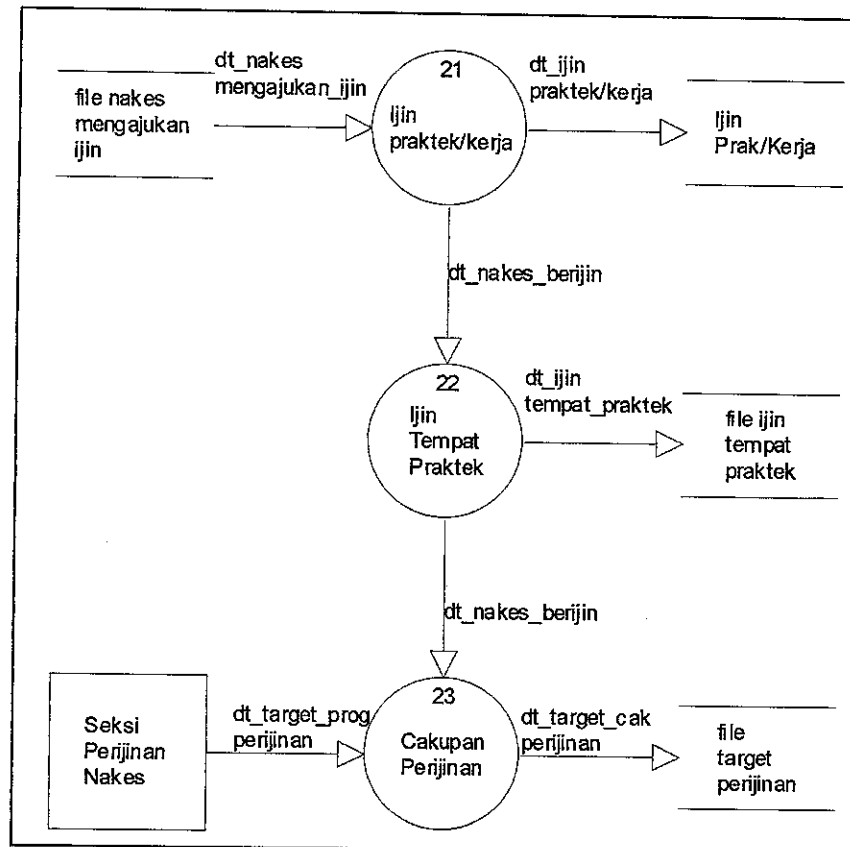 dt_nakes
mengajukan_ijin
file nakes
mengajukan
ijin
21
Ijin
praktek/kerja
dt_ijin
praktek/kerja
Ijin
Prak/Kerja
dt_nakes_berijin
22
Ijin
Tempat
Praktek
dt_ijin
tempat_praktek
file ijin
tempat
praktek
dt_nakes_berijin
Seksi
Perijinan
Nakes
dt_target_prog
perijinan
23
Cakupan
Perijinan
dt_target_cak
perijinan
file
target
perijinan